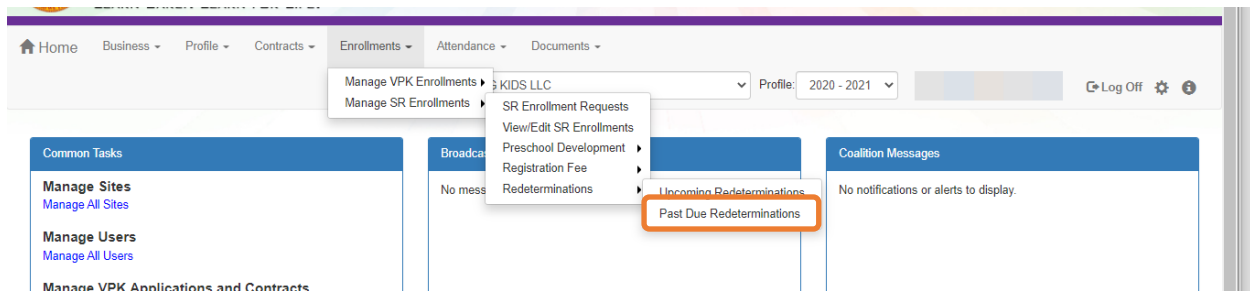 Home Business Profile Contracts Enrollments Attendance Documents
Manage VPK Enrollments
KIDS LLC
Profile:
2020 - 2021
Log Off
Manage SR Enrollments
SR Enrollment Requests
View/Edit SR Enrollments
Preschool Development
Registration Fee
Redeterminations
Upcoming Redeterminations
Past Due Redeterminations
Common Tasks
Manage Sites
Manage All Sites
Manage Users
Manage All Users
Manage VPK Applications and Contracts
Broadcas
No mess
Coalition Messages
No notifications or alerts to display.